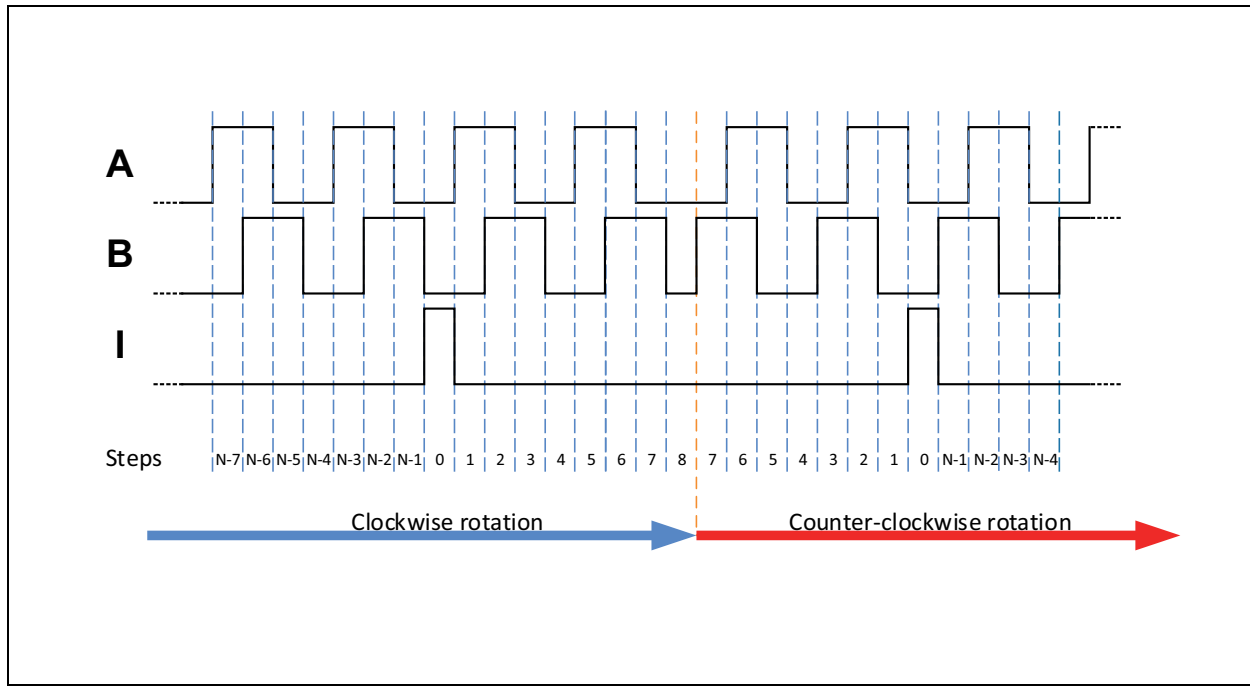 A
B
I
Steps N-7 N-6 N-5 N-4 N-3 N-2 N-1 0 1 2 3 4 5 6 7 8 7 6 5 4 3 2 1 0 N-1 N-2 N-3 N-4
Clockwise rotation Counter-clockwise rotation